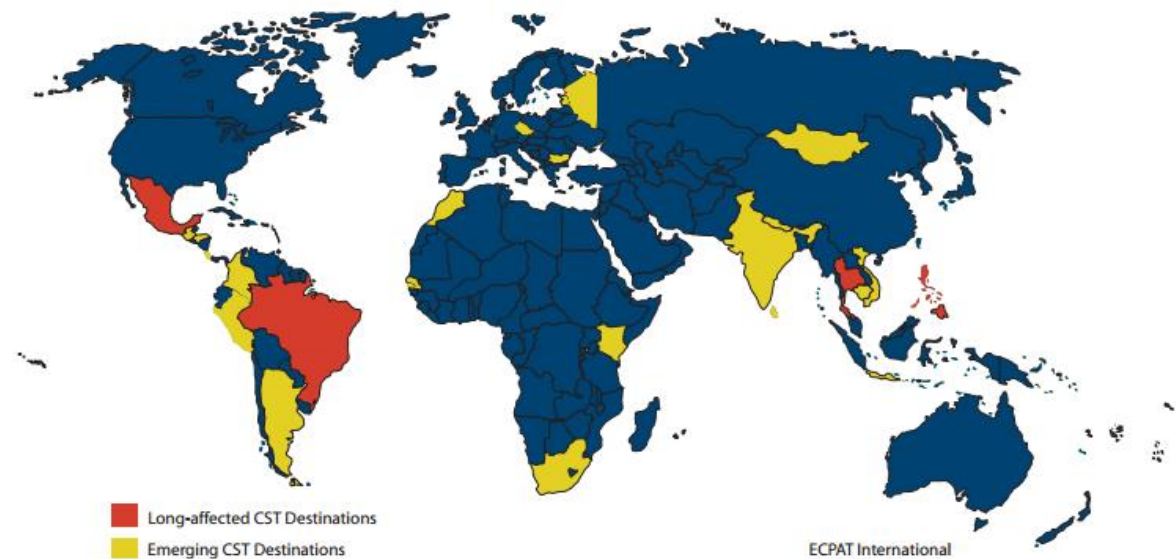 Long-affected CST Destinations
Emerging CST Destinations
ECPAT International